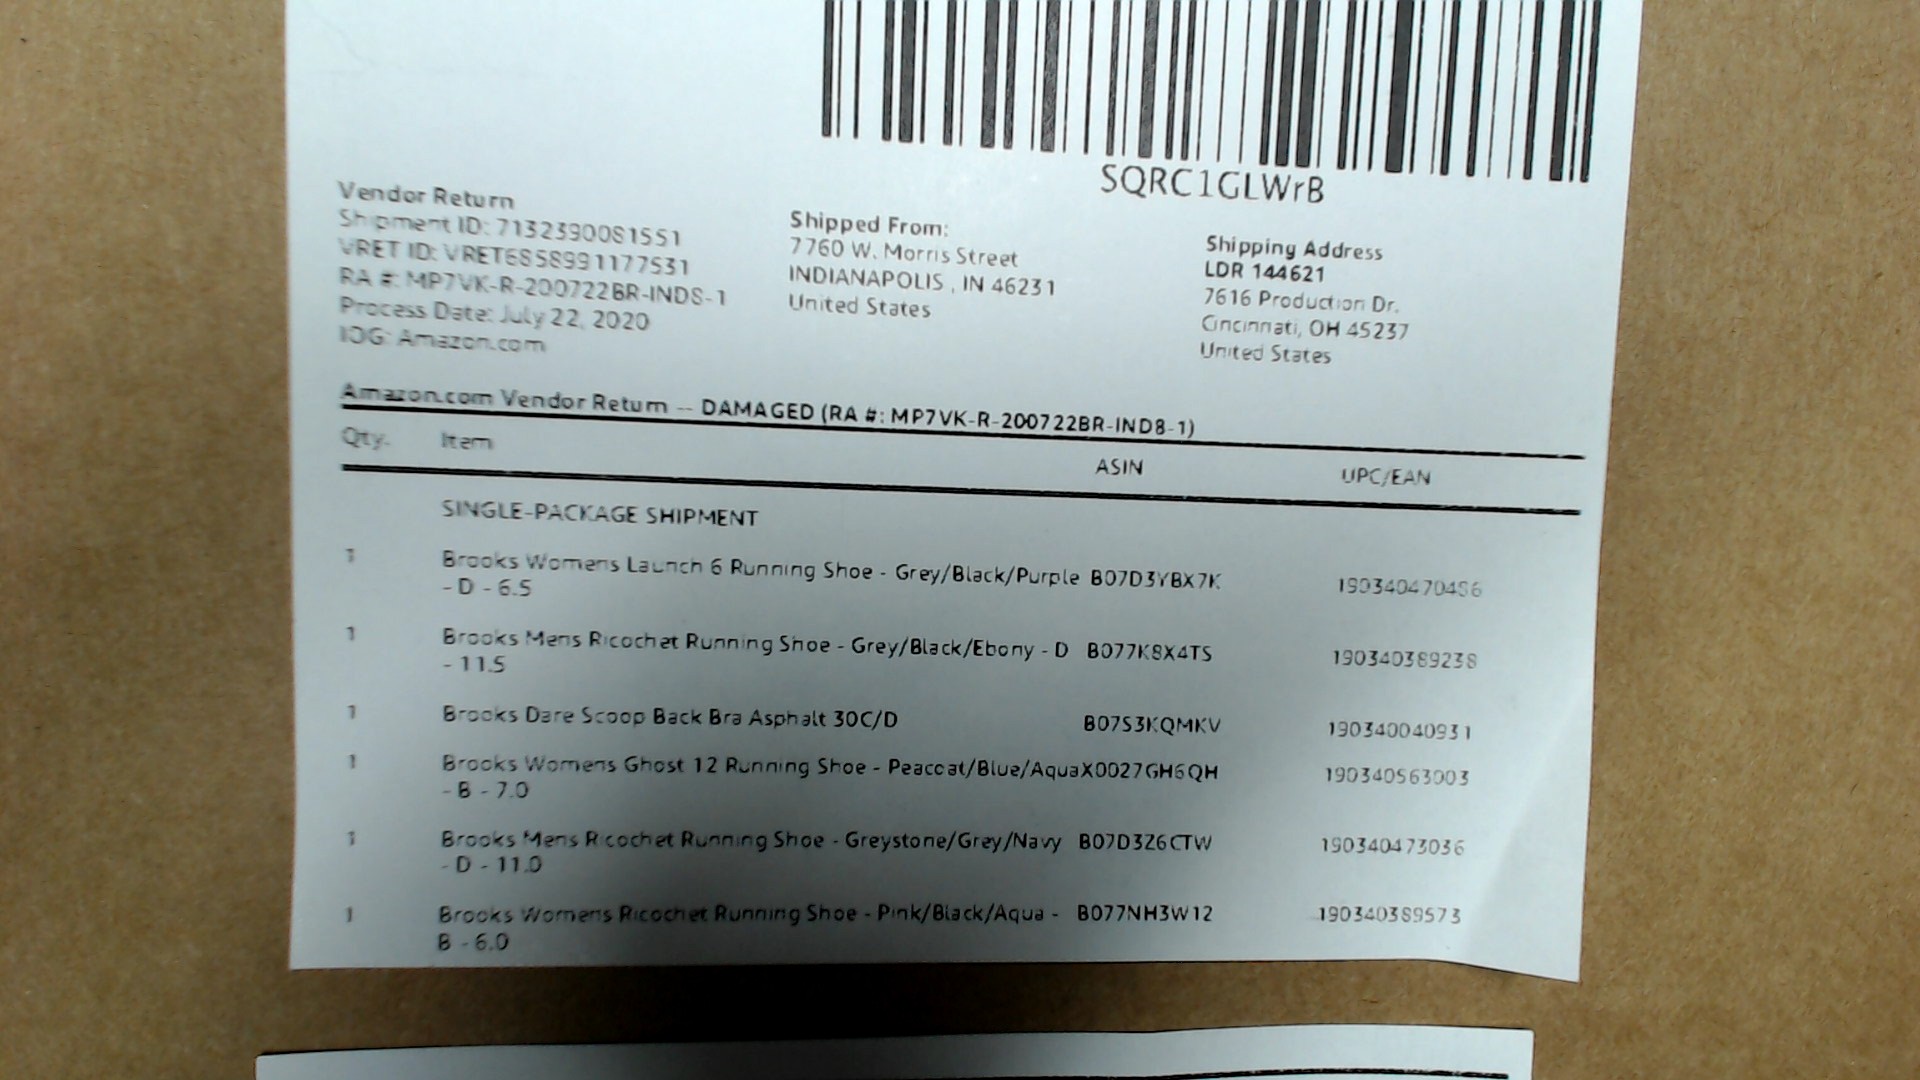 SQRC1GLWrB
Vendor Return
Shipment ID: 7132390081551
VRET ID: VRET6858991177531
RA #: MP7VK-R-200722BR-IND8-1
Process Date: July 22, 2020
IOG: Amazon.com
Shipped From:
7760 W. Morris Street
INDIANAPOLIS , IN 46231
United States
Shipping Address
LDR 144621
7616 Production Dr.
Cincinnati, OH 45237
United States
Amazon.com Vendor Return -- DAMAGED (RA #: MP7VK-R-200722BR-IND8-1)
Qty. Item ASIN UPC/EAN
SINGLE-PACKAGE SHIPMENT
1 Brooks Womens Launch 6 Running Shoe - Grey/Black/Purple B07D3YBX7K 190340470486
- D - 6.5
1 Brooks Mens Ricochet Running Shoe - Grey/Black/Ebony - D B077K8X4TS 190340389238
- 11.5
1 Brooks Dare Scoop Back Bra Asphalt 30C/D B07S3KQMKV 190340040931
1 Brooks Womens Ghost 12 Running Shoe - Peacoat/Blue/Aqua X0027GH6QH 190340563003
- B - 7.0
1 Brooks Mens Ricochet Running Shoe - Greystone/Grey/Navy B07D3Z6CTW 190340473036
- D - 11.0
1 Brooks Womens Ricochet Running Shoe - Pink/Black/Aqua - B077NH3W12 190340389573
B - 6.0